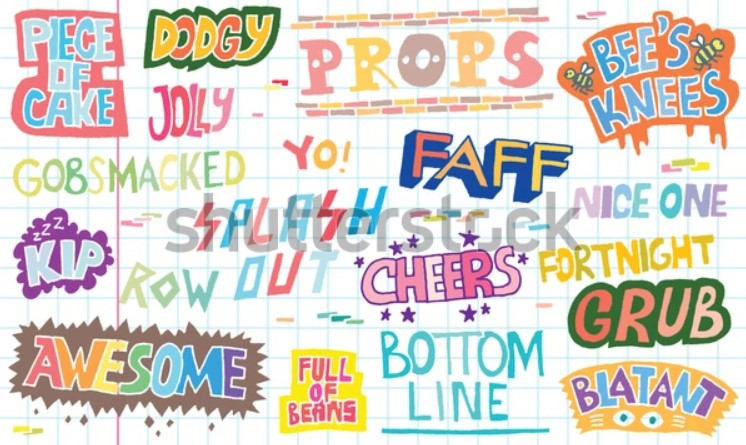 PIECE
OF
CAKE
DODGY
JOLLY
PROPS
BEE'S
KNEES
GOBSMACKED
YO!
FAFF
NICE ONE
SPLASH
OUT
shutterstock
ZZZ
KIP
ROW
CHEERS
FORTNIGHT
GRUB
AWESOME
FULL
OF
BEANS
BOTTOM
LINE
BLATANT